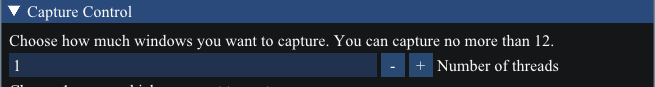 Capture Control
Choose how much windows you want to capture. You can capture no more than 12.
1 - + Number of threads